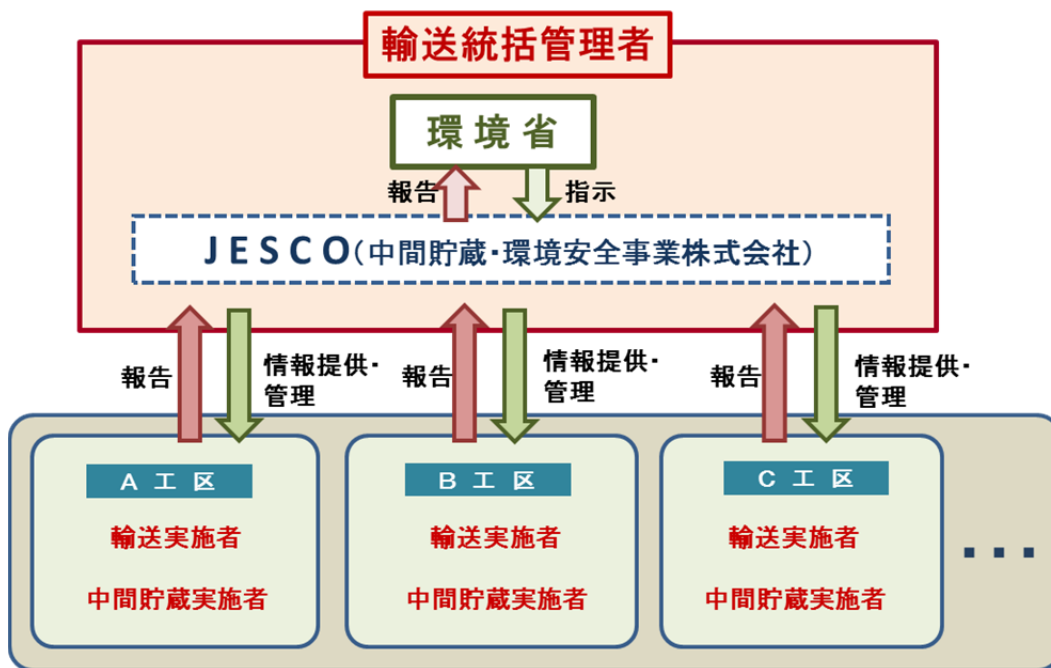 輸送統括管理者
環境省
報告
指示
JESCO(中間貯蔵・環境安全事業株式会社)
報告
情報提供・
管理
報告
情報提供・
管理
報告
情報提供・
管理
A工区
輸送実施者
中間貯蔵実施者
B工区
輸送実施者
中間貯蔵実施者
C工区
輸送実施者
中間貯蔵実施者
・・・